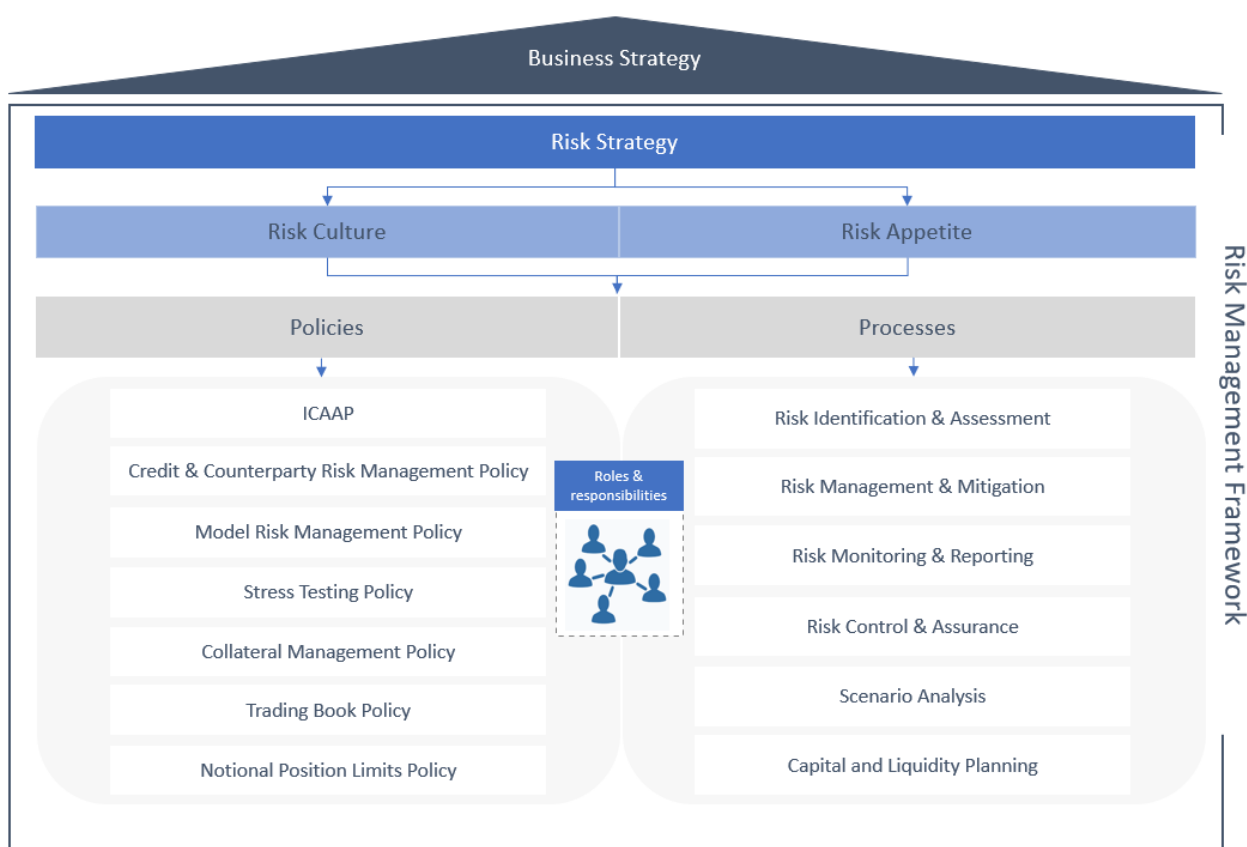 Business Strategy
Risk Strategy
Risk Culture
Risk Appetite
Policies
Processes
ICAAP
Credit & Counterparty Risk Management Policy
Model Risk Management Policy
Stress Testing Policy
Collateral Management Policy
Trading Book Policy
Notional Position Limits Policy
Roles &
responsibilities
Risk Identification & Assessment
Risk Management & Mitigation
Risk Monitoring & Reporting
Risk Control & Assurance
Scenario Analysis
Capital and Liquidity Planning
Risk Management Framework